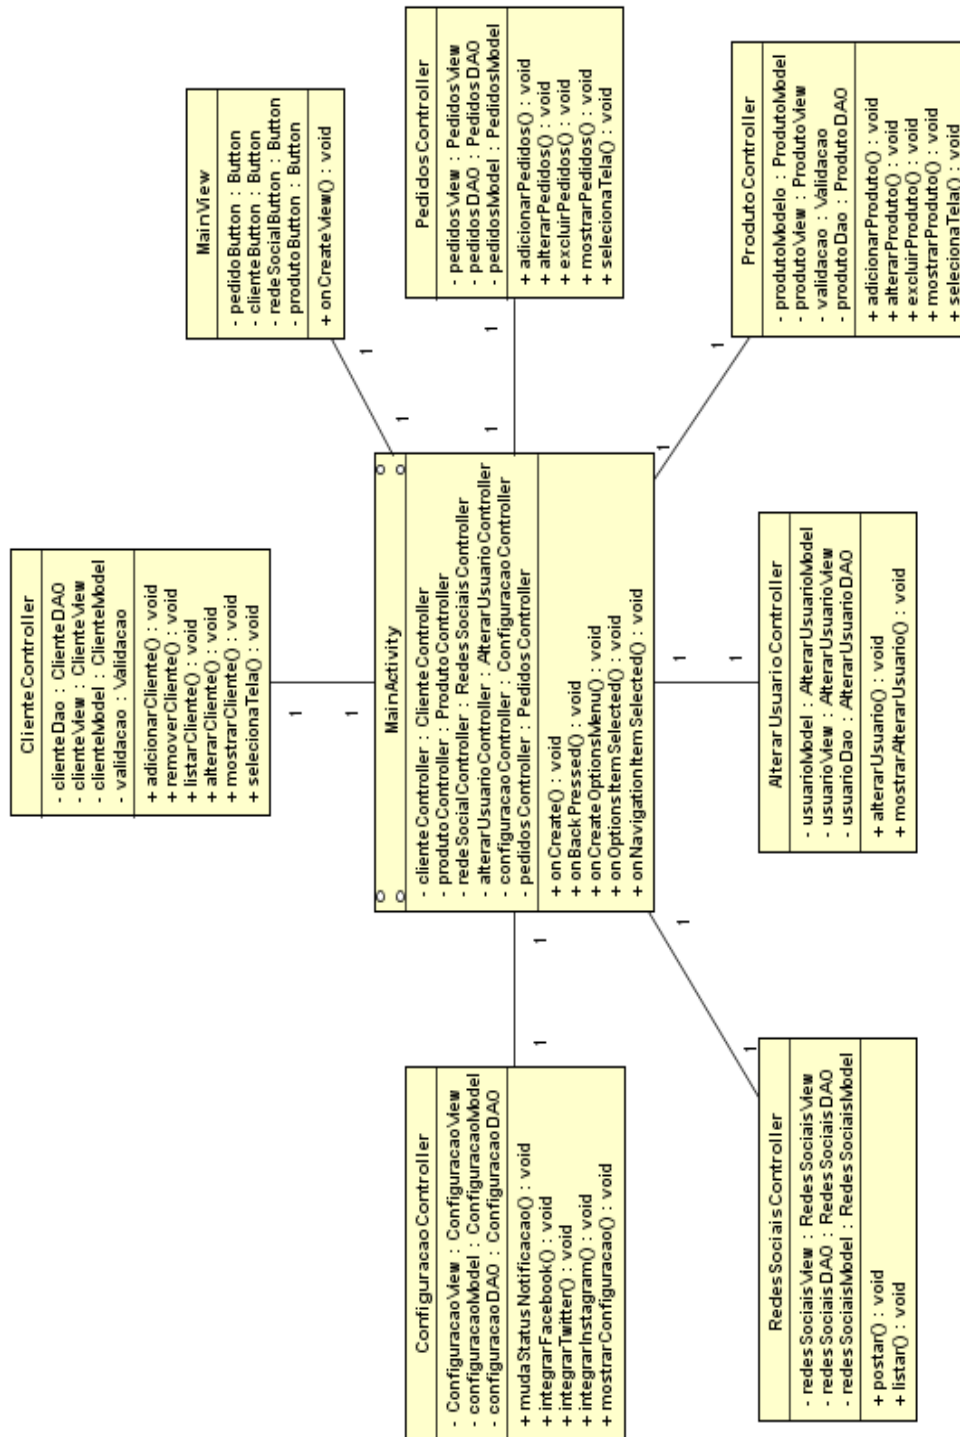 ClienteController
- clienteDao : ClienteDAO
- clienteView : ClienteView
- clienteModel : ClienteModel
- validacao : Validacao
+ adicionarCliente() : void
+ removerCliente() : void
+ listarCliente() : void
+ alterarCliente() : void
+ mostrarCliente() : void
+ selecionaTela() : void
1
1
MainView
- pedidoButton : Button
- clienteButton : Button
- redeSocialButton : Button
- produtoButton : Button
+ onCreateView() : void
1
1
ConfiguracaoController
- ConfiguracaoView : ConfiguracaoView
- configuracaoModel : ConfiguracaoModel
- configuracaoDAO : ConfiguracaoDAO
+ mudaStatusNotificacao() : void
+ integrarFacebook() : void
+ integrarTwitter() : void
+ integrarInstagram() : void
+ mostrarConfiguracao() : void
1
1
MainActivity
- clienteController : ClienteController
- produtoController : ProdutoController
- redeSocialController : RedesSociaisController
- alterarUsuarioController : AlterarUsuarioController
- configuracaoController : ConfiguracaoController
- pedidosController : PedidosController
+ onCreate() : void
+ onBackPressed() : void
+ onCreateOptionsMenu() : void
+ onOptionsItemSelected() : void
+ onNavigationItemSelected() : void
1
1
PedidosController
- pedidosView : PedidosView
- pedidosDAO : PedidosDAO
- pedidosModel : PedidosModel
+ adicionarPedidos() : void
+ alterarPedidos() : void
+ excluirPedidos() : void
+ mostrarPedidos() : void
+ selecionaTela() : void
1
1
RedesSociaisController
- redesSociaisView : RedesSociaisView
- redesSociaisDAO : RedesSociaisDAO
- redesSociaisModel : RedesSociaisModel
+ postar() : void
+ listar() : void
1
1
AlterarUsuarioController
- usuarioModel : AlterarUsuarioModel
- usuarioView : AlterarUsuarioView
- usuarioDao : AlterarUsuarioDAO
+ alterarUsuario() : void
+ mostrarAlterarUsuario() : void
1
1
ProdutoController
- produtoModelo : ProdutoModel
- produtoView : ProdutoView
- validacao : Validacao
- produtoDao : ProdutoDAO
+ adicionarProduto() : void
+ alterarProduto() : void
+ excluirProduto() : void
+ mostrarProduto() : void
+ selecionaTela() : void